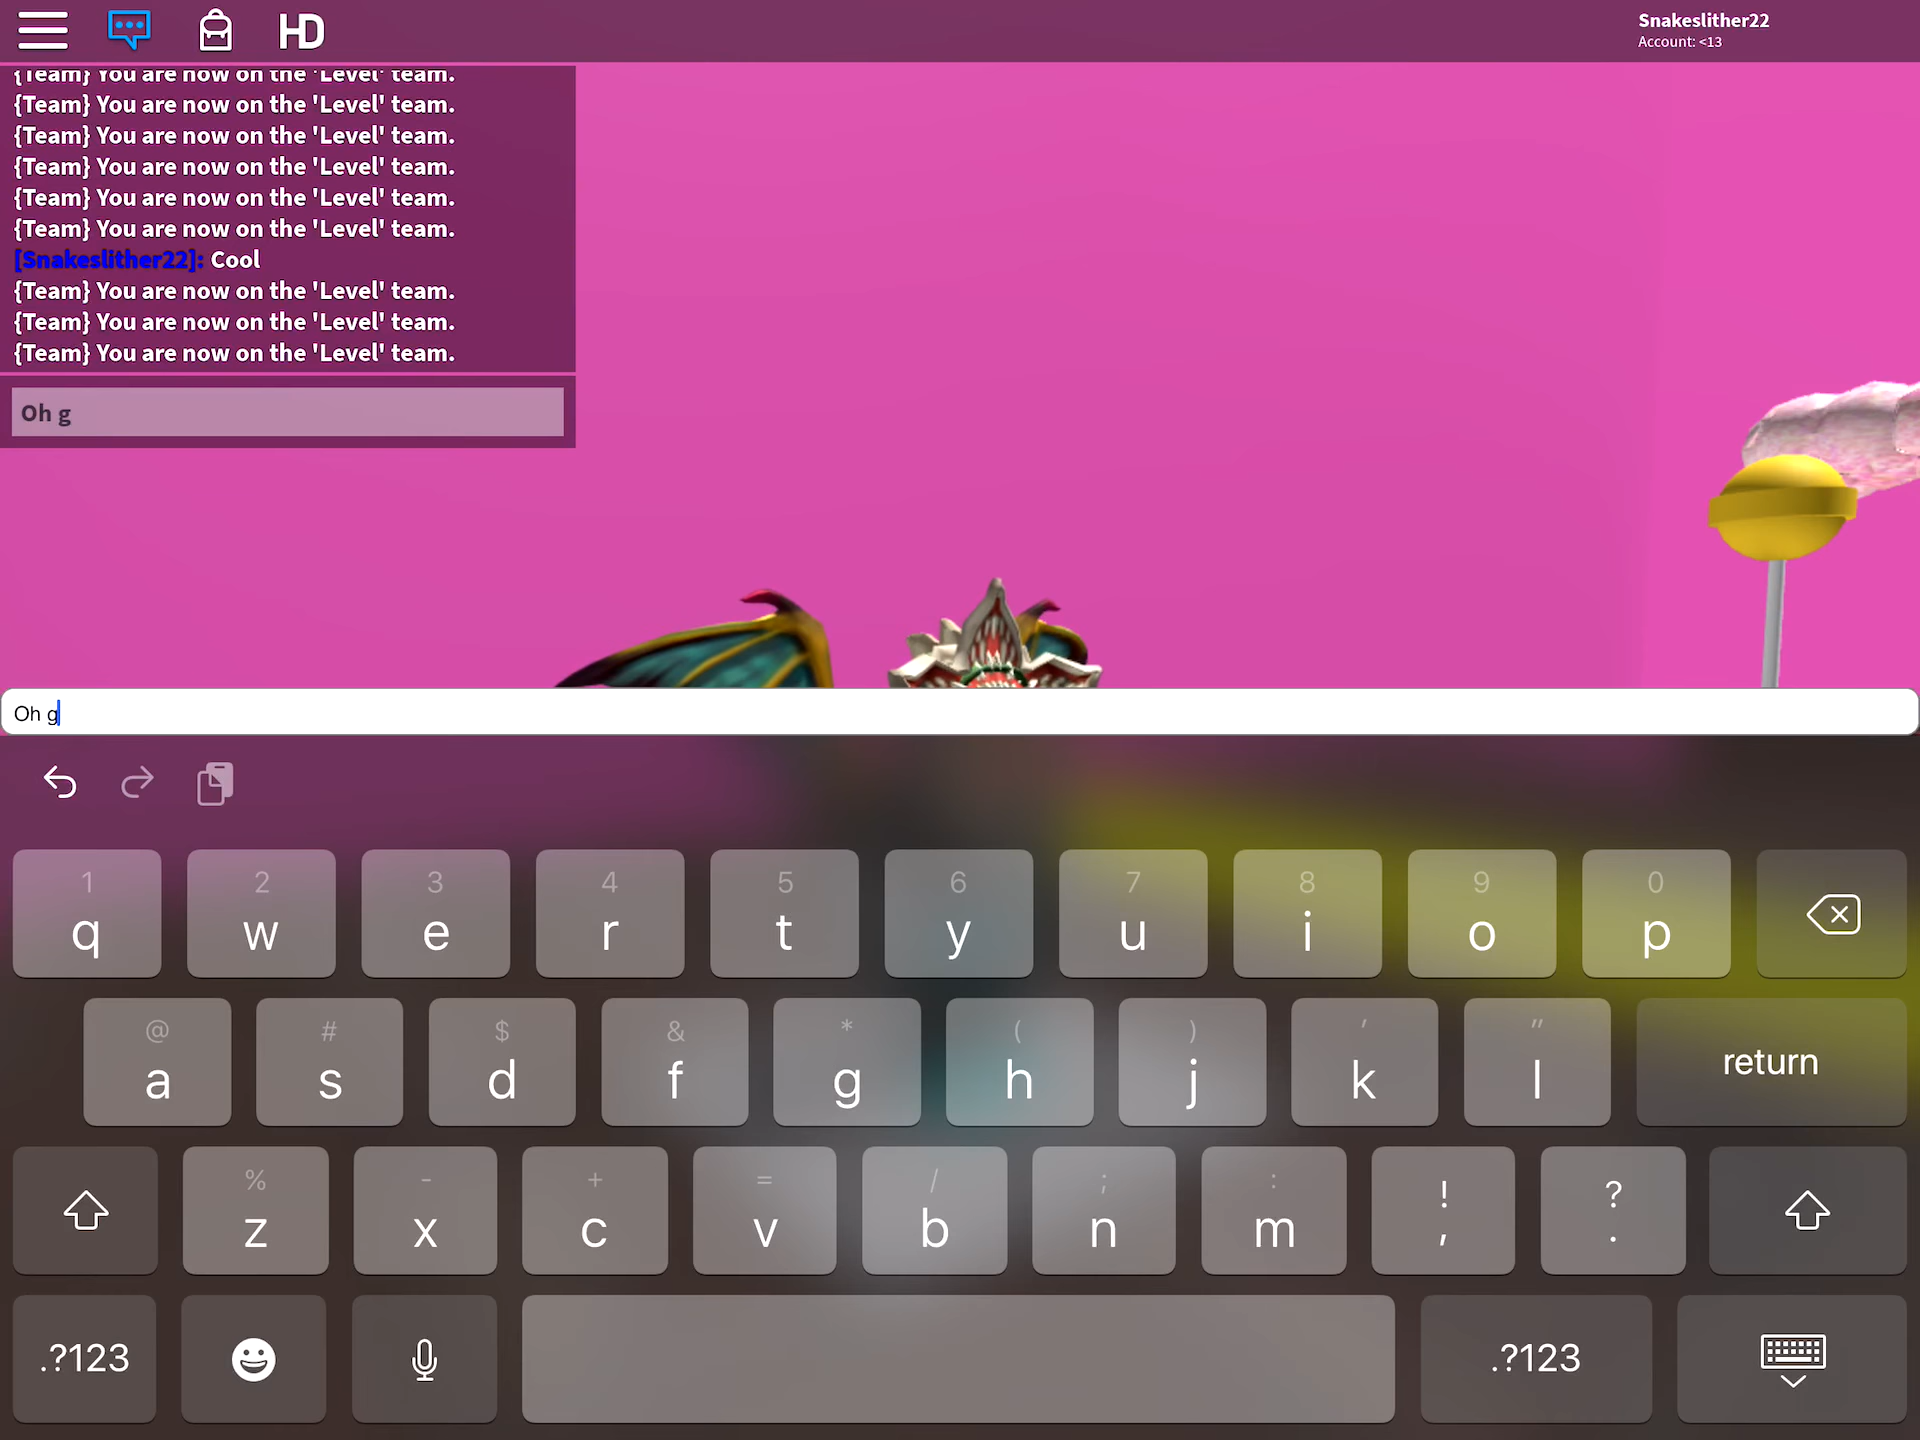 HD
Snakeslither22
Account: <13
{Team} You are now on the 'Level' team.
{Team} You are now on the 'Level' team.
{Team} You are now on the 'Level' team.
{Team} You are now on the 'Level' team.
{Team} You are now on the 'Level' team.
{Team} You are now on the 'Level' team.
[Snakeslither22]: Cool
{Team} You are now on the 'Level' team.
{Team} You are now on the 'Level' team.
{Team} You are now on the 'Level' team.
Oh g
Oh g
1 2 3 4 5 6 7 8 9 0
q w e r t y u i o p
@ # $ & * ( ) ' "
a s d f g h j k l return
% - + = / ; : ! ?
z x c v b n m , .
.?123 .?123